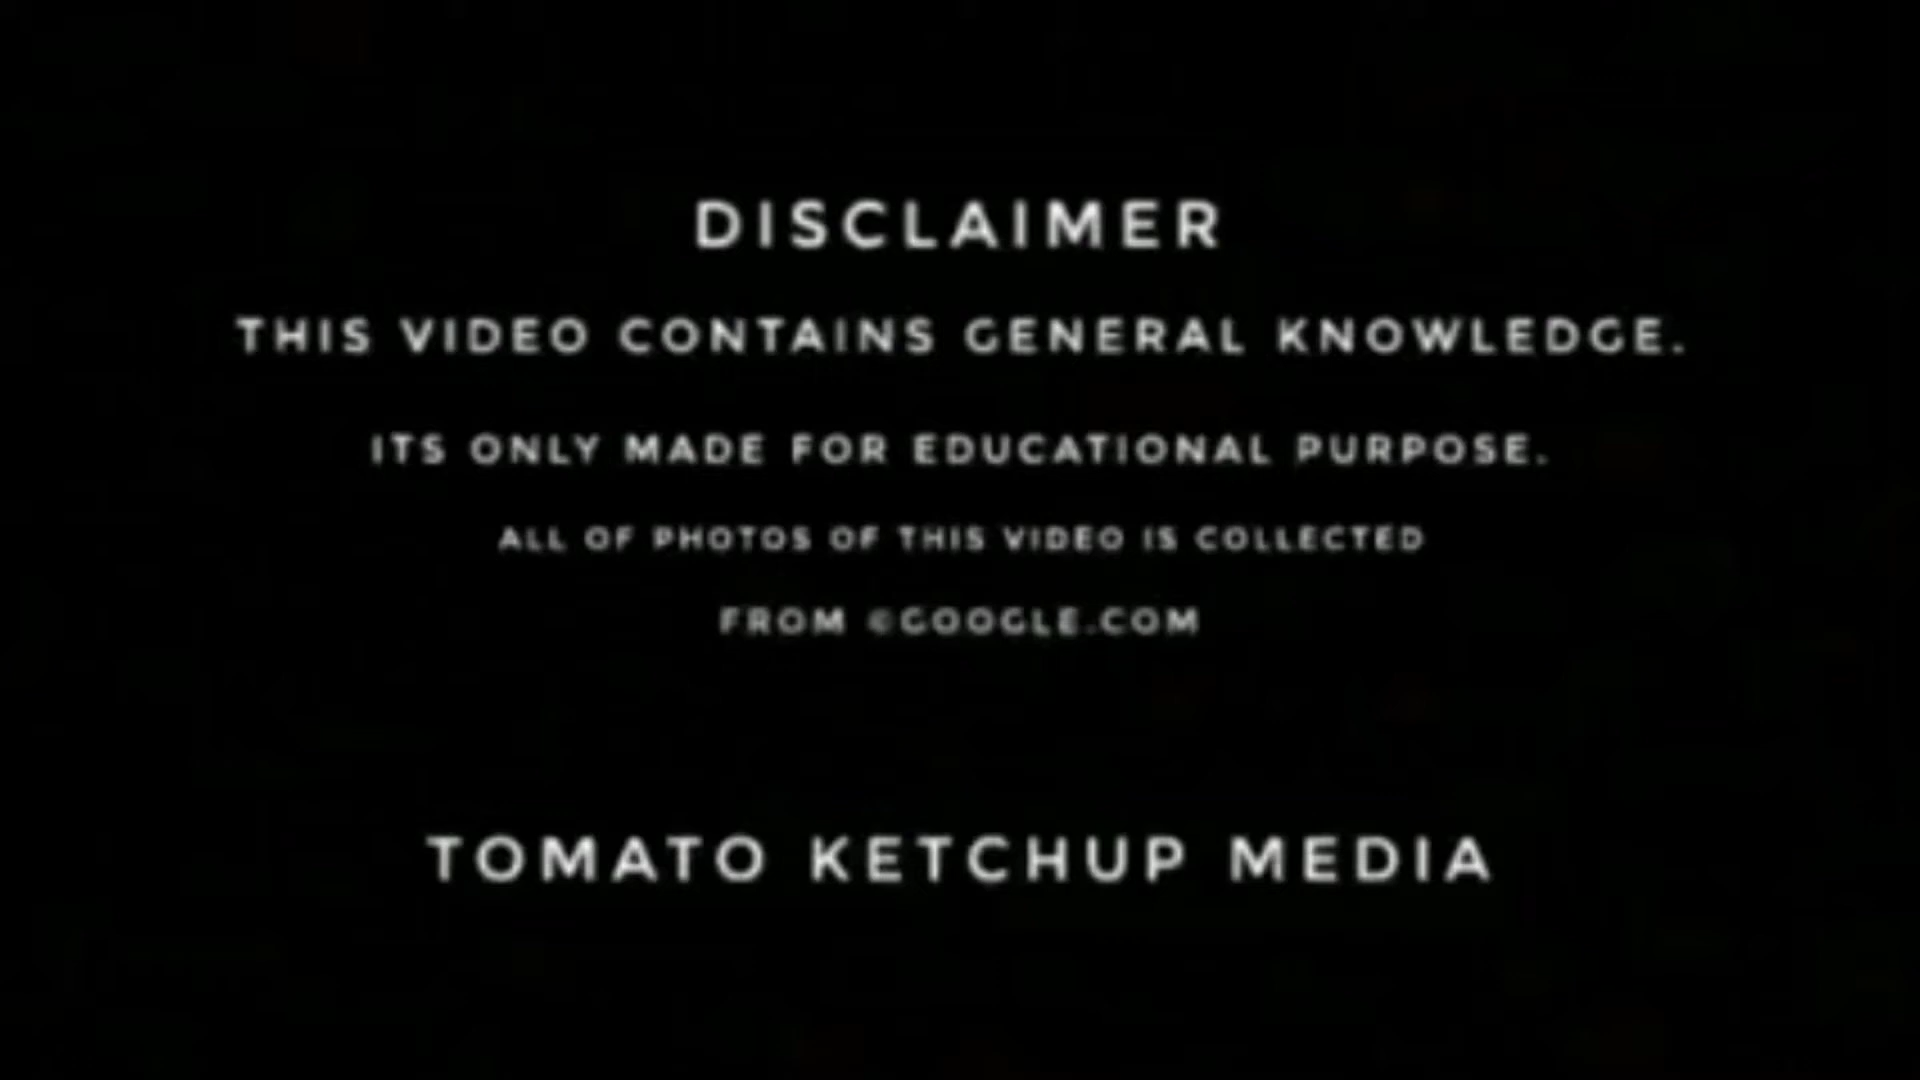 DISCLAIMER
THIS VIDEO CONTAINS GENERAL KNOWLEDGE.
ITS ONLY MADE FOR EDUCATIONAL PURPOSE.
ALL OF PHOTOS OF THIS VIDEO IS COLLECTED
FROM ©GOOGLE.COM
TOMATO KETCHUP MEDIA